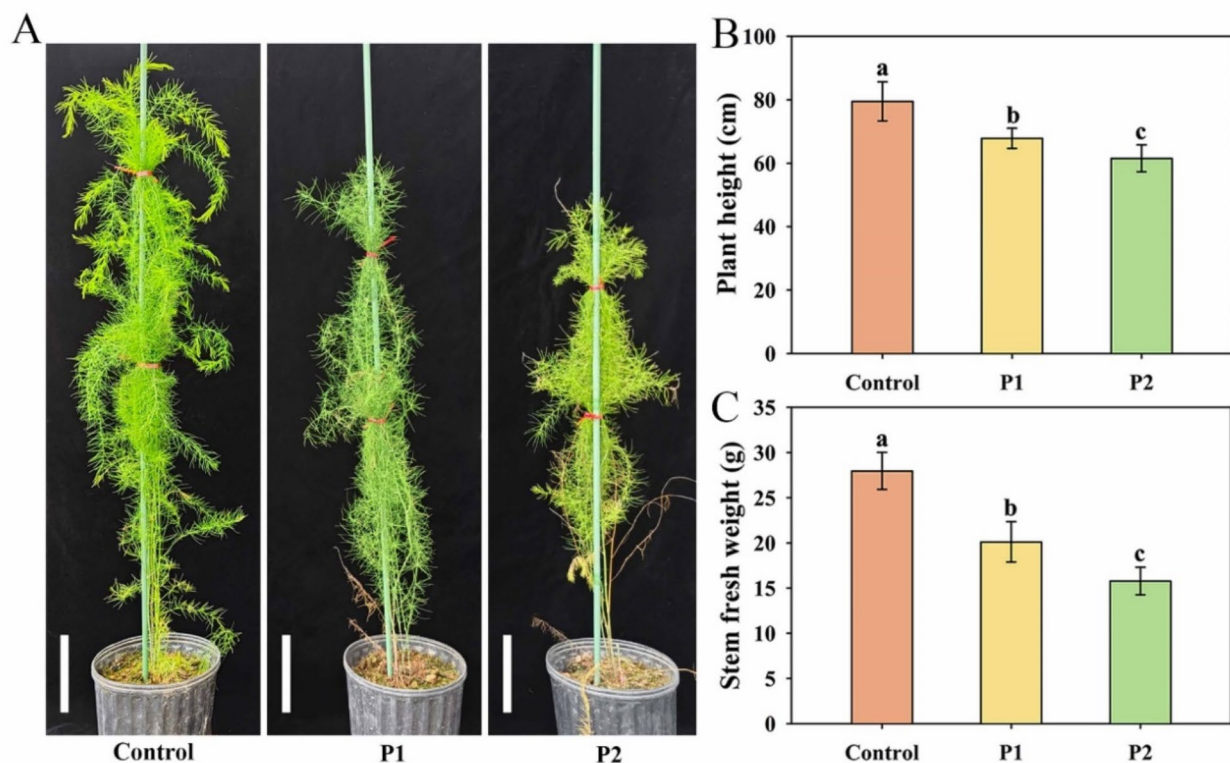 A
Control
P1
P2
B
Plant height (cm)
100
80
60
40
20
0
a
b
c
Control
P1
P2
C
Stem fresh weight (g)
35
30
25
20
15
10
5
0
a
b
c
Control
P1
P2